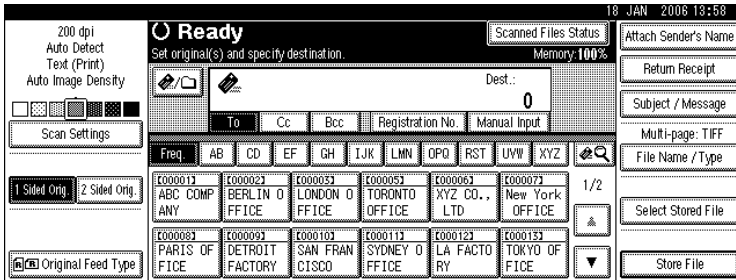 18 JAN 2006 13:58
200 dpi
Auto Detect
Text (Print)
Auto Image Density
Scan Settings
1 Sided Orig. 2 Sided Orig.
Original Feed Type
Ready
Scanned Files Status
Set original(s) and specify destination.
Memory:100%
Dest.:
0
To Cc Bcc Registration No. Manual Input
Freq. AB CD EF GH IJK LMN OPQ RST UVW XYZ
[00001] [00002] [00003] [00005] [00006] [00007]
ABC COMP BERLIN O LONDON O TORONTO XYZ CO., New York
ANY FFICE FFICE OFFICE LTD OFFICE
[00008] [00009] [00010] [00011] [00012] [00013]
PARIS OF DETROIT SAN FRAN SYDNEY O LA FACTO TOKYO OF
FICE FACTORY CISCO FFICE RY FICE
1/2
Attach Sender's Name
Return Receipt
Subject / Message
Multi-page: TIFF
File Name / Type
Select Stored File
Store File